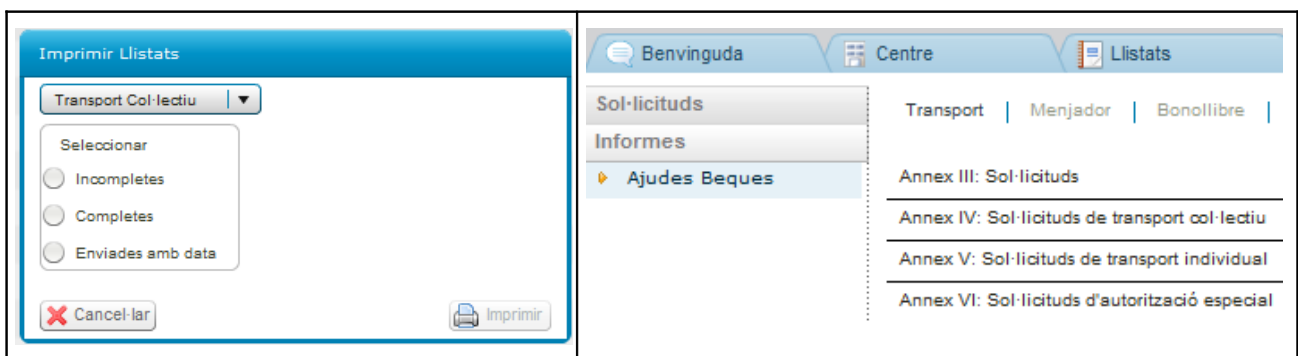 Imprimir Llistats
Transport Col·lectiu
Seleccionar
Incompletes
Completes
Enviades amb data
Cancel·lar
Imprimir
Benvinguda
Centre
Llistats
Sol·licituds
Informes
Ajudes Beques
Transport | Menjador | Bonollibre |
Annex III: Sol·licituds
Annex IV: Sol·licituds de transport col·lectiu
Annex V: Sol·licituds de transport individual
Annex VI: Sol·licituds d'autorització especial